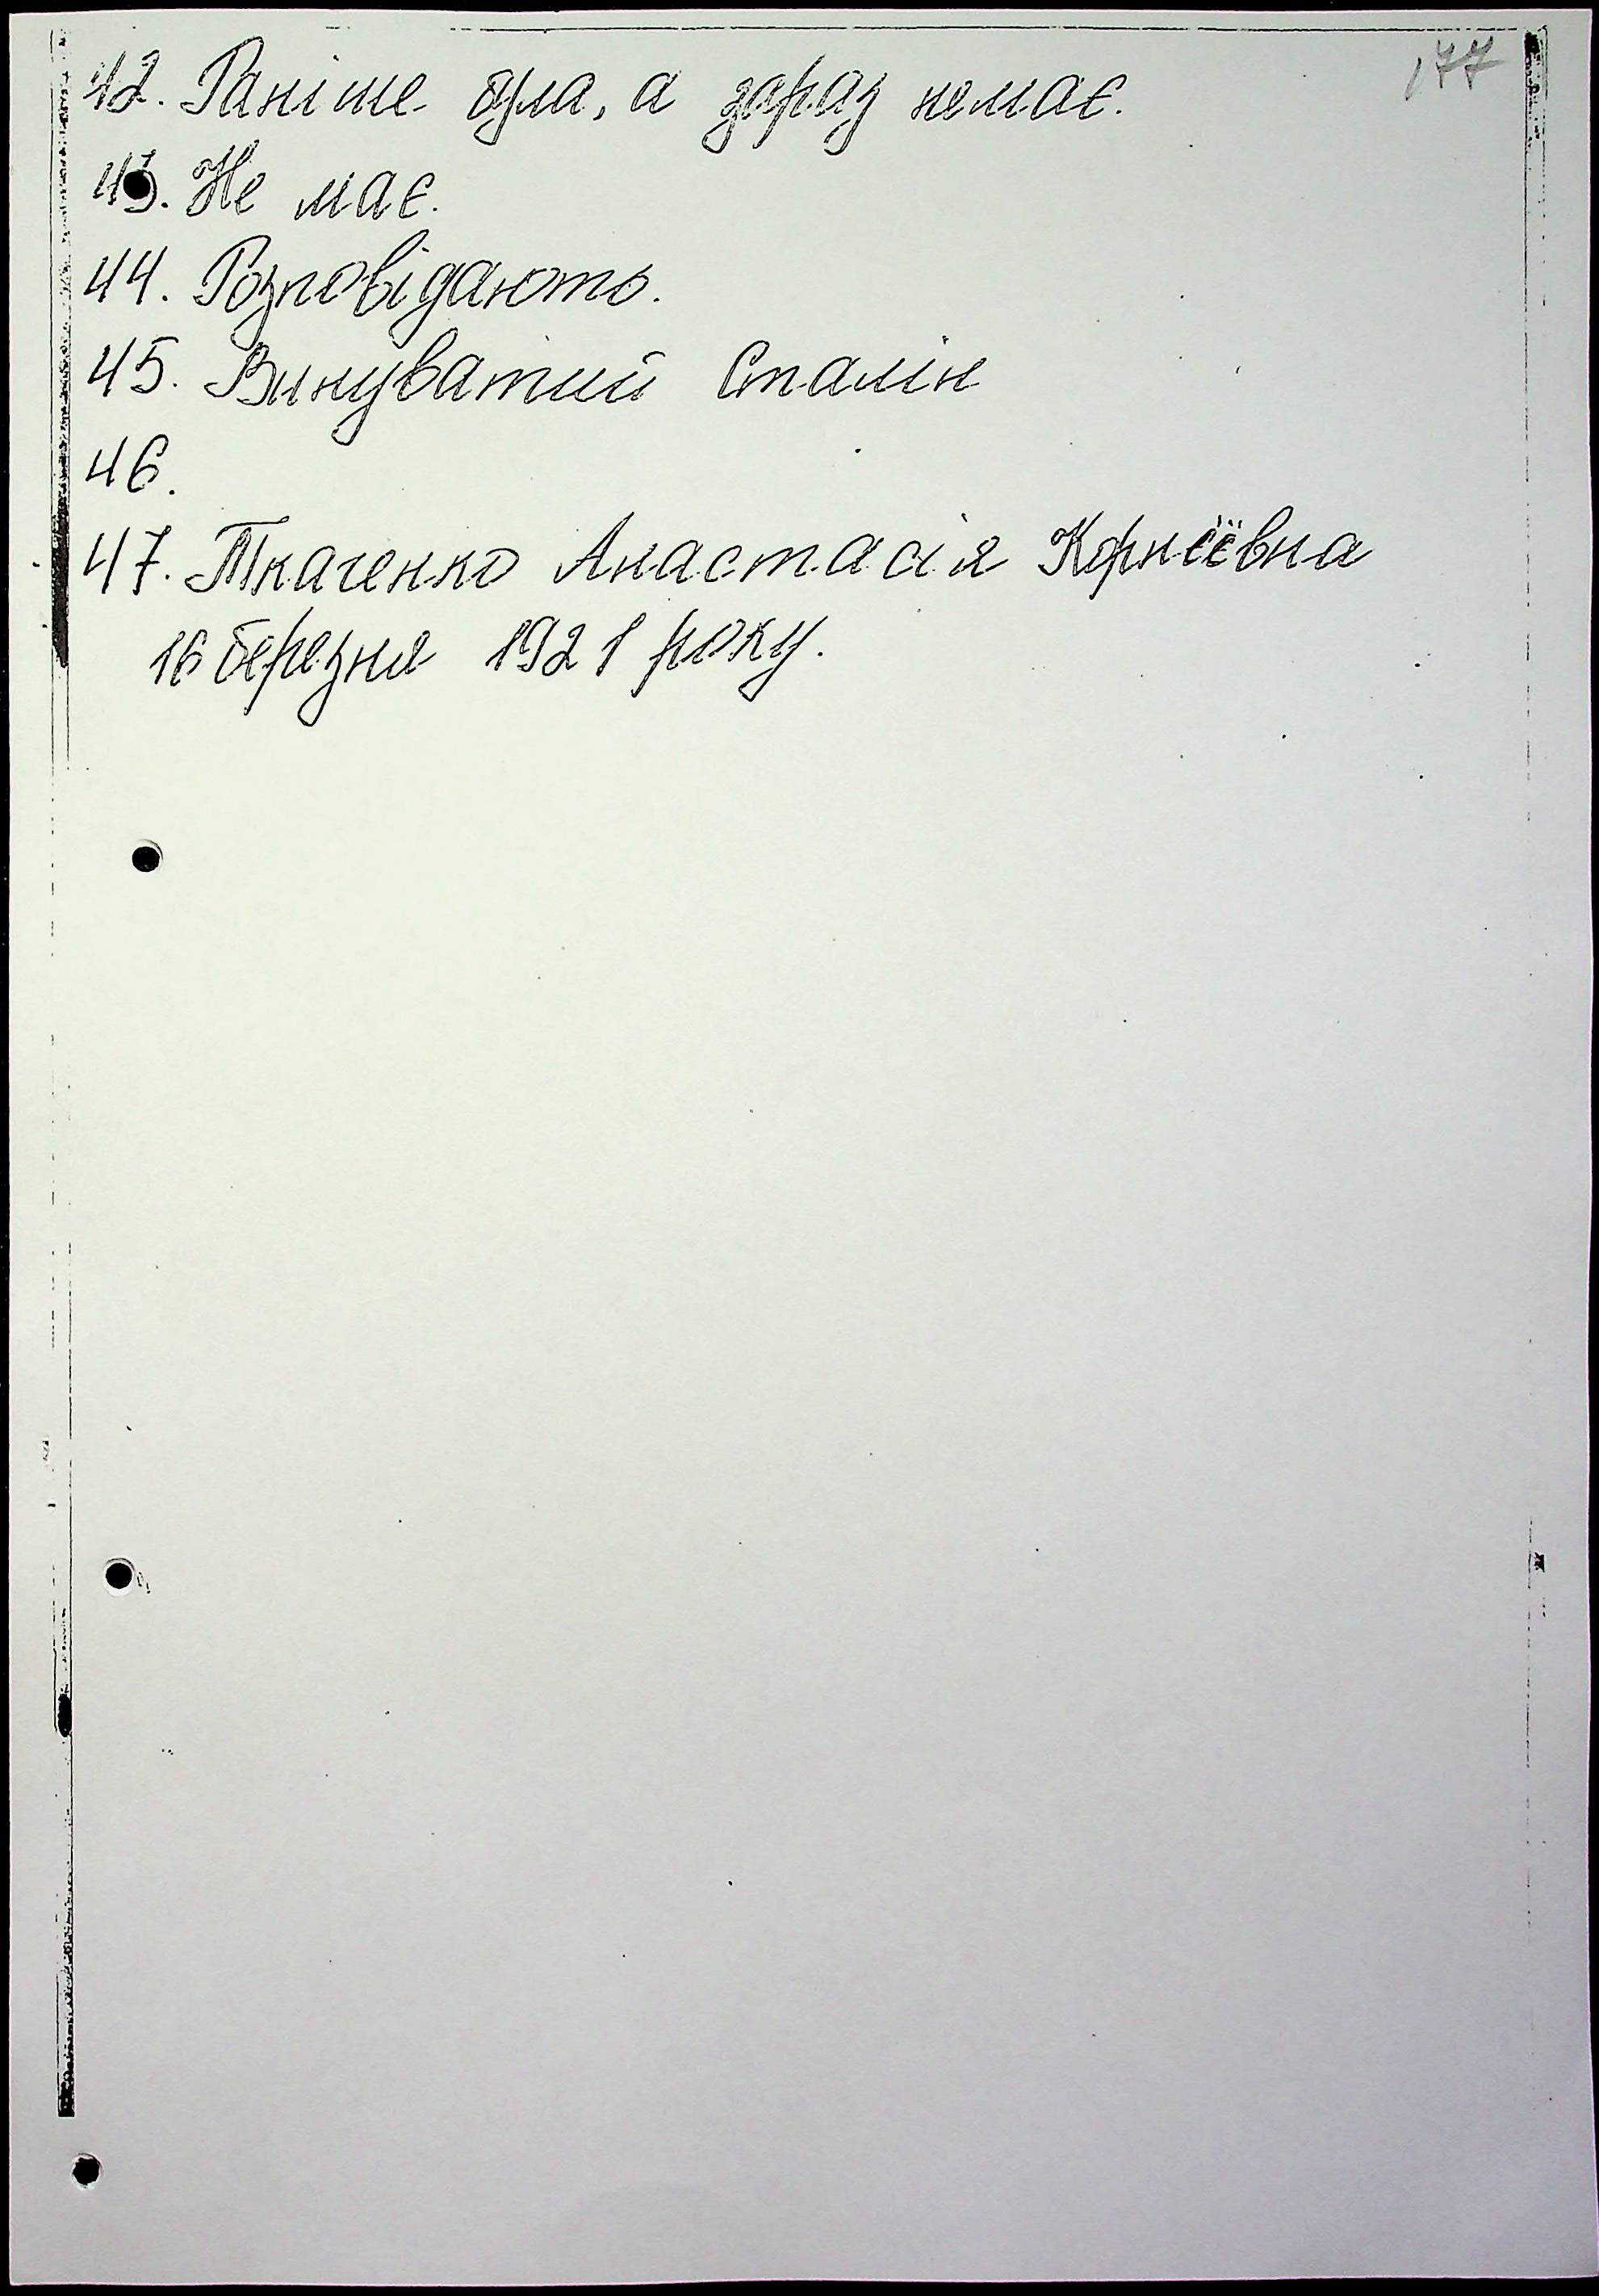 177
42. Раніше була, а зараз немає.
43. Не має.
44. Розповідають.
45. Винуватий Сталін
46.
47. Ткаченко Анастасія Корнеёвна
16 березня 1921 року.